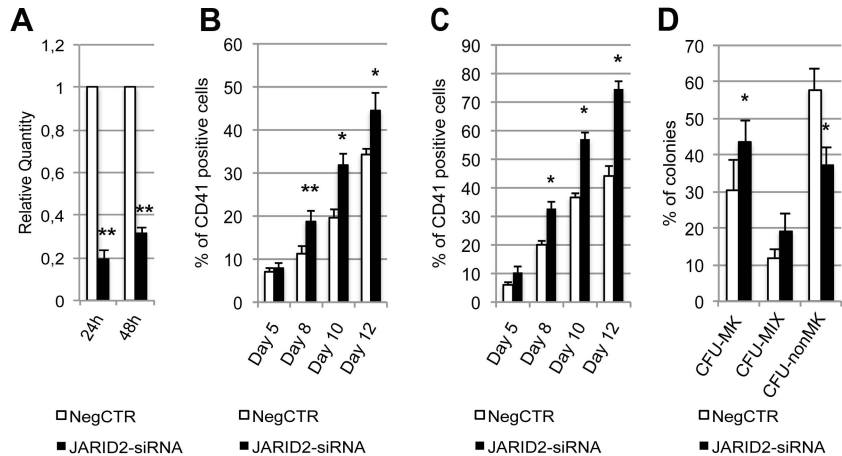 A
1,2
1
0,8
0,6
0,4
0,2
0
Relative Quantity
**
**
24h
48h
NegCTR
JARID2-siRNA
B
60
50
40
30
20
10
0
% of CD41 positive cells
**
*
*
Day 5
Day 8
Day 10
Day 12
NegCTR
JARID2-siRNA
C
90
80
70
60
50
40
30
20
10
0
% of CD41 positive cells
*
*
*
Day 5
Day 8
Day 10
Day 12
NegCTR
JARID2-siRNA
D
70
60
50
40
30
20
10
0
% of colonies
*
*
CFU-MK
CFU-MIX
CFU-nonMK
NegCTR
JARID2-siRNA